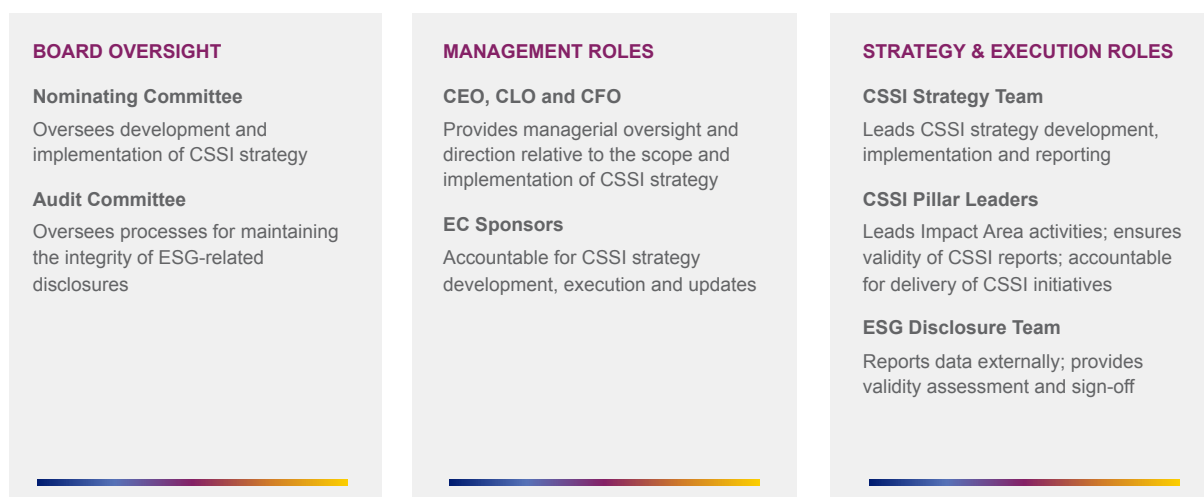 BOARD OVERSIGHT
Nominating Committee
Oversees development and
implementation of CSSI strategy
Audit Committee
Oversees processes for maintaining
the integrity of ESG-related
disclosures
MANAGEMENT ROLES
CEO, CLO and CFO
Provides managerial oversight and
direction relative to the scope and
implementation of CSSI strategy
EC Sponsors
Accountable for CSSI strategy
development, execution and updates
STRATEGY & EXECUTION ROLES
CSSI Strategy Team
Leads CSSI strategy development,
implementation and reporting
CSSI Pillar Leaders
Leads Impact Area activities; ensures
validity of CSSI reports; accountable
for delivery of CSSI initiatives
ESG Disclosure Team
Reports data externally; provides
validity assessment and sign-off